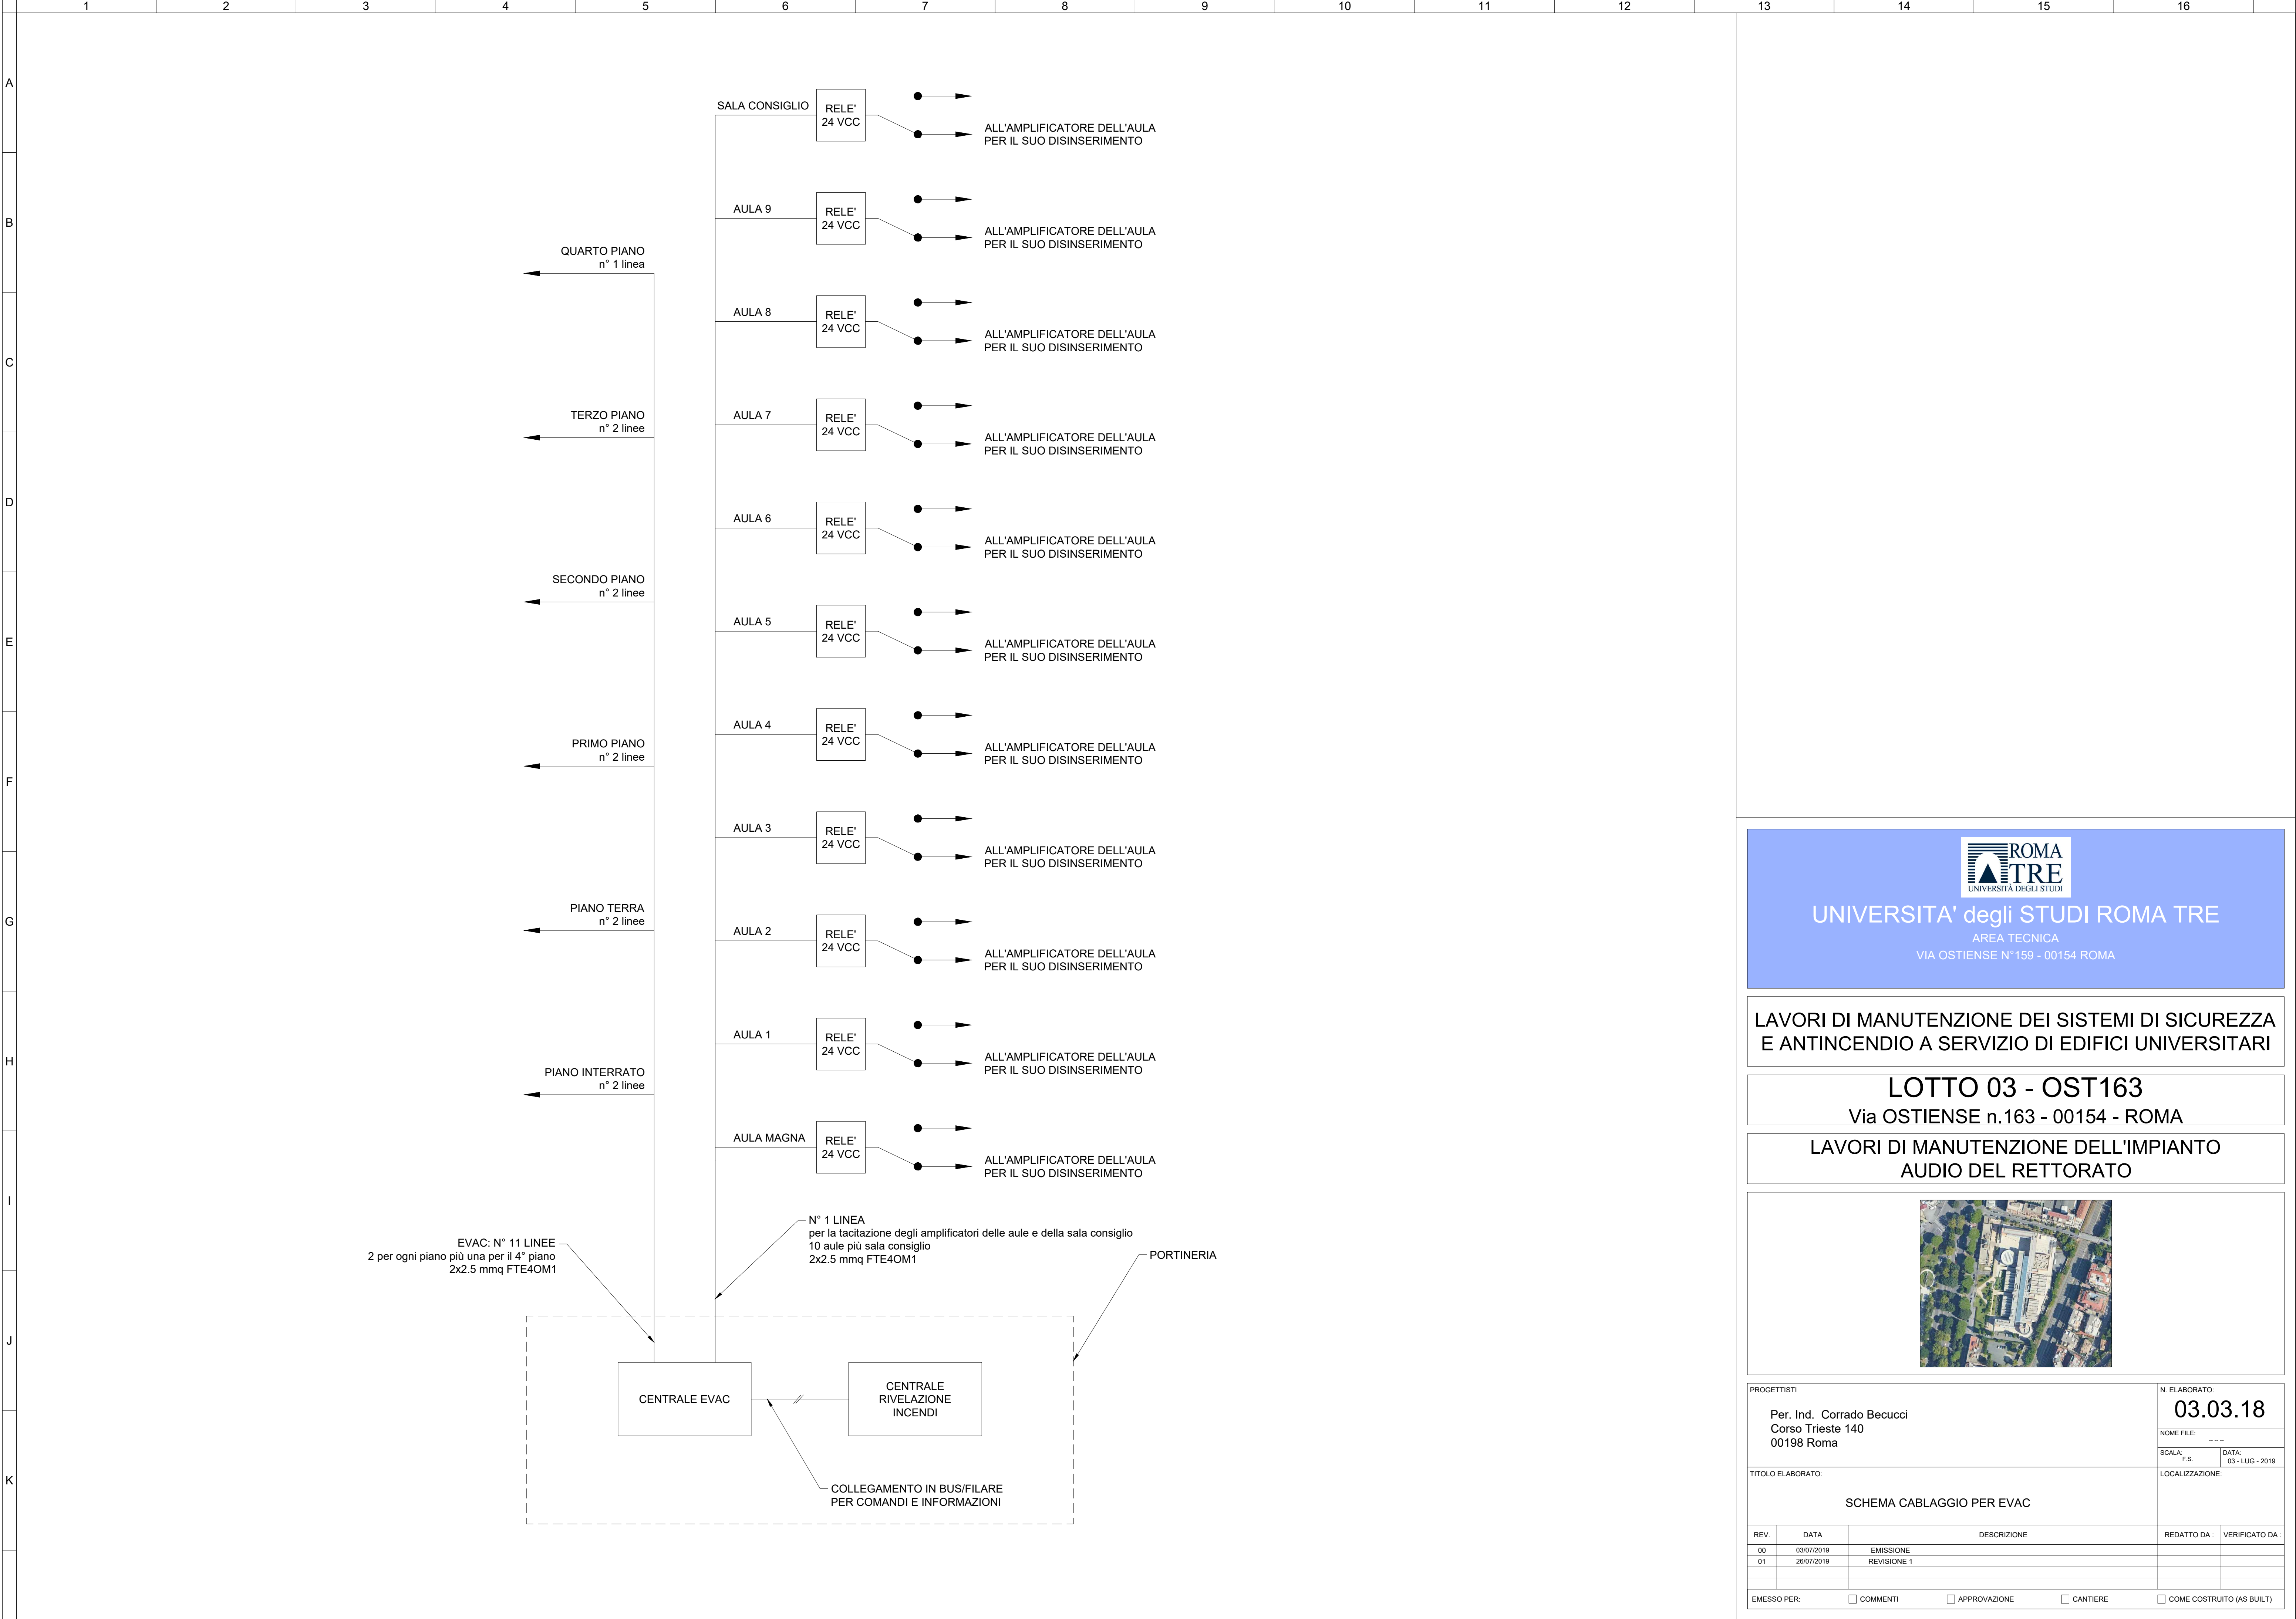 1 2 3 4 5 6 7 8 9 10 11 12 13 14 15 16
A
B
C
D
E
F
G
H
I
J
K
QUARTO PIANO
n° 1 linea
TERZO PIANO
n° 2 linee
SECONDO PIANO
n° 2 linee
PRIMO PIANO
n° 2 linee
PIANO TERRA
n° 2 linee
PIANO INTERRATO
n° 2 linee
SALA CONSIGLIO
RELE'
24 VCC
ALL'AMPLIFICATORE DELL'AULA
PER IL SUO DISINSERIMENTO
AULA 9
RELE'
24 VCC
ALL'AMPLIFICATORE DELL'AULA
PER IL SUO DISINSERIMENTO
AULA 8
RELE'
24 VCC
ALL'AMPLIFICATORE DELL'AULA
PER IL SUO DISINSERIMENTO
AULA 7
RELE'
24 VCC
ALL'AMPLIFICATORE DELL'AULA
PER IL SUO DISINSERIMENTO
AULA 6
RELE'
24 VCC
ALL'AMPLIFICATORE DELL'AULA
PER IL SUO DISINSERIMENTO
AULA 5
RELE'
24 VCC
ALL'AMPLIFICATORE DELL'AULA
PER IL SUO DISINSERIMENTO
AULA 4
RELE'
24 VCC
ALL'AMPLIFICATORE DELL'AULA
PER IL SUO DISINSERIMENTO
AULA 3
RELE'
24 VCC
ALL'AMPLIFICATORE DELL'AULA
PER IL SUO DISINSERIMENTO
AULA 2
RELE'
24 VCC
ALL'AMPLIFICATORE DELL'AULA
PER IL SUO DISINSERIMENTO
AULA 1
RELE'
24 VCC
ALL'AMPLIFICATORE DELL'AULA
PER IL SUO DISINSERIMENTO
AULA MAGNA
RELE'
24 VCC
ALL'AMPLIFICATORE DELL'AULA
PER IL SUO DISINSERIMENTO
EVAC: N° 11 LINEE
2 per ogni piano più una per il 4° piano
2x2.5 mmq FTE4OM1
N° 1 LINEA
per la tacitazione degli amplificatori delle aule e della sala consiglio
10 aule più sala consiglio
2x2.5 mmq FTE4OM1
PORTINERIA
CENTRALE EVAC
CENTRALE
RIVELAZIONE
INCENDI
COLLEGAMENTO IN BUS/FILARE
PER COMANDI E INFORMAZIONI
ROMA
TRE
UNIVERSITÀ DEGLI STUDI
UNIVERSITA' degli STUDI ROMA TRE
AREA TECNICA
VIA OSTIENSE N°159 - 00154 ROMA
LAVORI DI MANUTENZIONE DEI SISTEMI DI SICUREZZA
E ANTINCENDIO A SERVIZIO DI EDIFICI UNIVERSITARI
LOTTO 03 - OST163
Via OSTIENSE n.163 - 00154 - ROMA
LAVORI DI MANUTENZIONE DELL'IMPIANTO
AUDIO DEL RETTORATO
PROGETTISTI
Per. Ind. Corrado Becucci
Corso Trieste 140
00198 Roma
N. ELABORATO:
03.03.18
NOME FILE:
_ _ _
SCALA:
F.S.
DATA:
03 - LUG - 2019
TITOLO ELABORATO:
SCHEMA CABLAGGIO PER EVAC
LOCALIZZAZIONE:
REV. DATA DESCRIZIONE REDATTO DA : VERIFICATO DA :
00 03/07/2019 EMISSIONE
01 26/07/2019 REVISIONE 1
EMESSO PER: COMMENTI APPROVAZIONE CANTIERE COME COSTRUITO (AS BUILT)